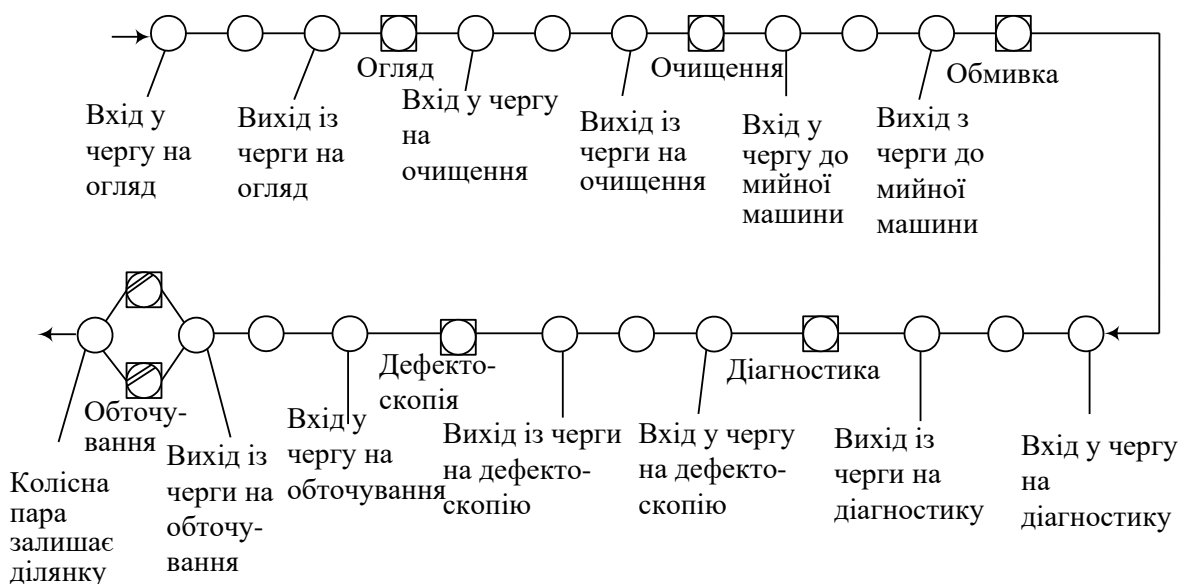 Огляд
Очищення
Обмивка
Вхід у
чергу на
огляд
Вихід із
черги на
огляд
Вхід у чергу
на
очищення
Вихід із
черги на
очищення
Вхід у
чергу до
мийної
машини
Вихід з
черги до
мийної
машини
Обточу-
вання
Дефекто-
скопія
Діагностика
Колісна
пара
залишає
ділянку
Вихід із
черги на
обточу-
вання
Вхід у
чергу на
обточування
Вихід із черги
на дефекто-
скопію
Вхід у чергу
на дефекто-
скопію
Вихід із
черги на
діагностику
Вхід у чергу
на
діагностику